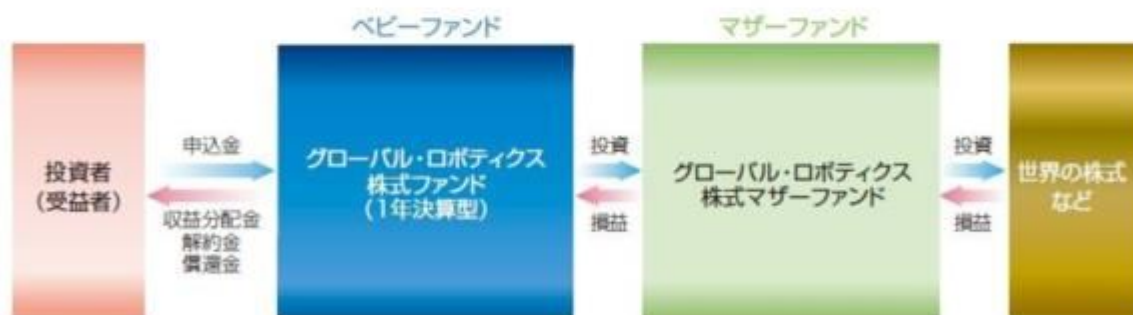 ベビーファンド
マザーファンド
投資者
(受益者)
申込金
収益分配金
解約金
償還金
グローバル・ロボティクス
株式ファンド
(1年決算型)
投資
損益
グローバル・ロボティクス
株式マザーファンド
投資
損益
世界の株式
など